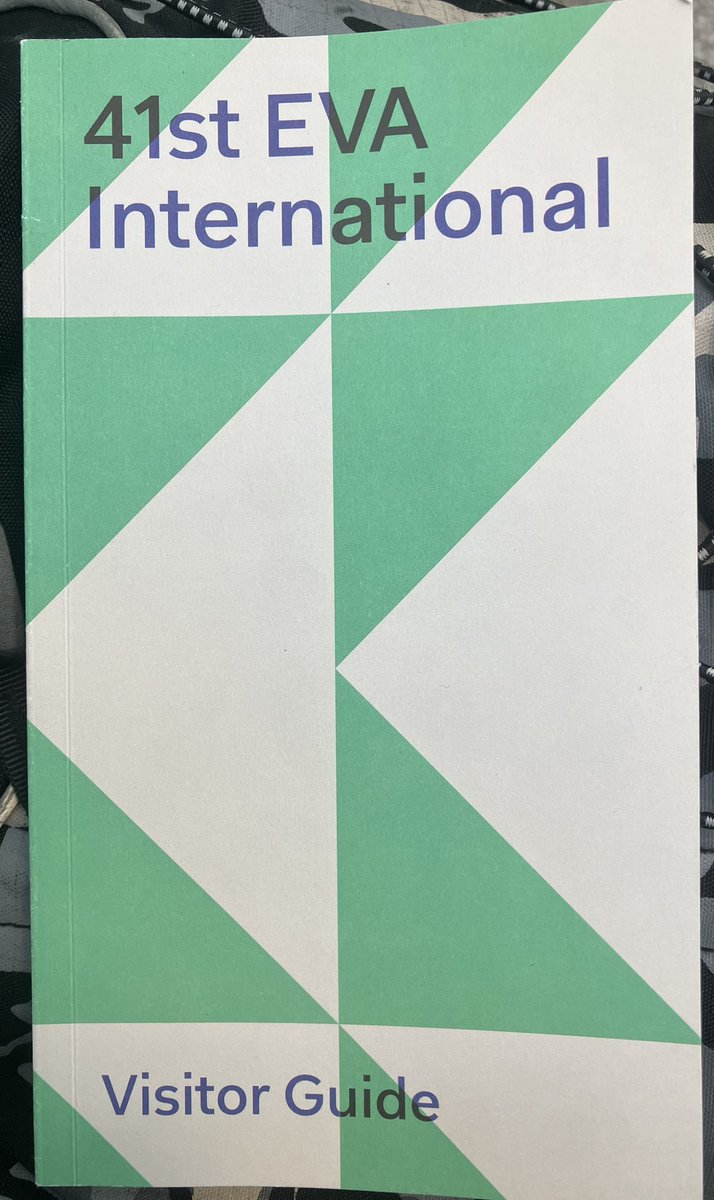 41st EVA
International
Visitor Guide